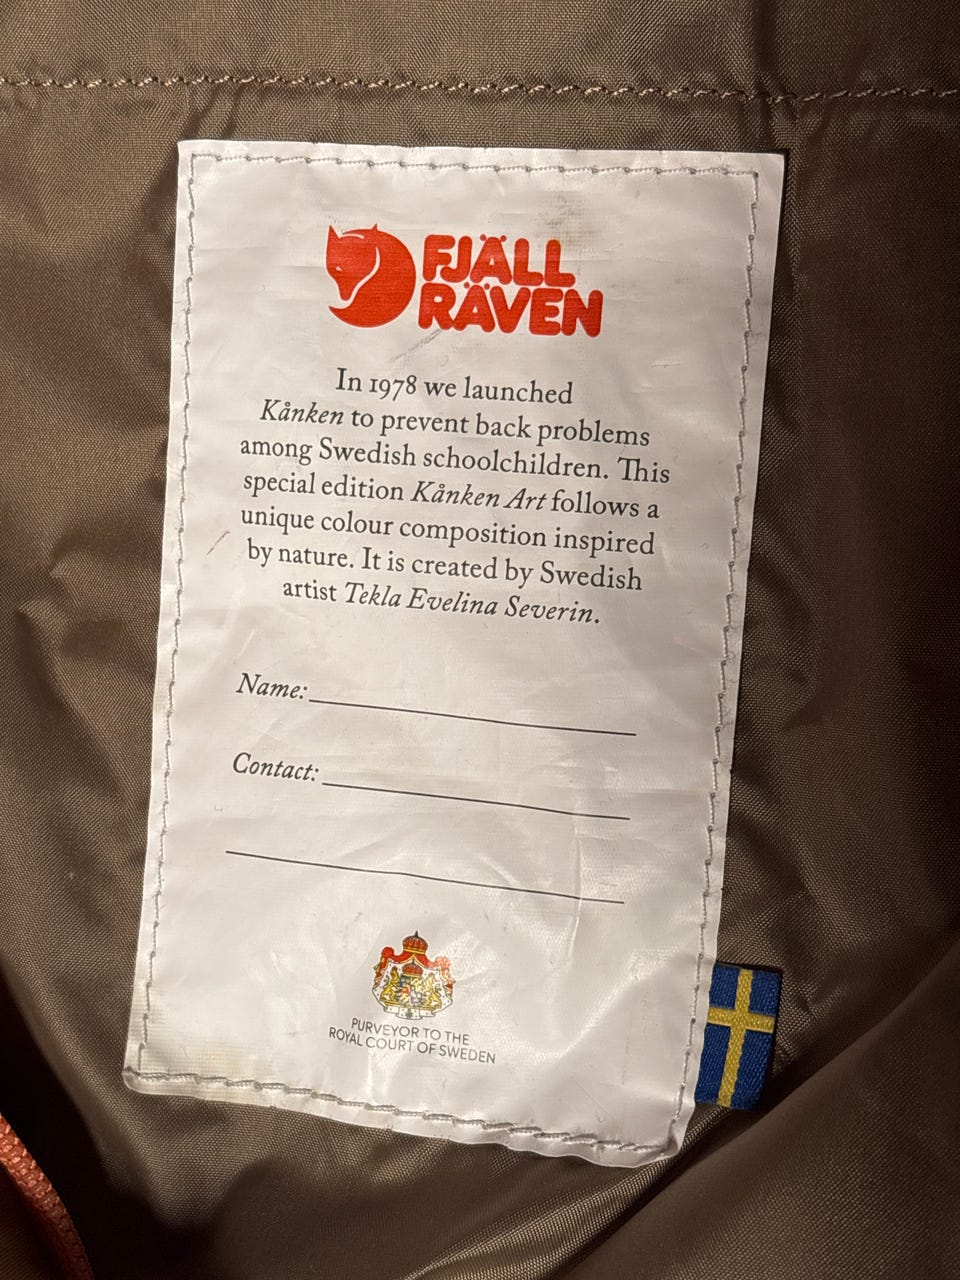 FJÄLL
RÄVEN
In 1978 we launched
Kånken to prevent back problems
among Swedish schoolchildren. This
special edition Kånken Art follows a
unique colour composition inspired
by nature. It is created by Swedish
artist Tekla Evelina Severin.
Name:
Contact:
PURVEYOR TO THE
ROYAL COURT OF SWEDEN